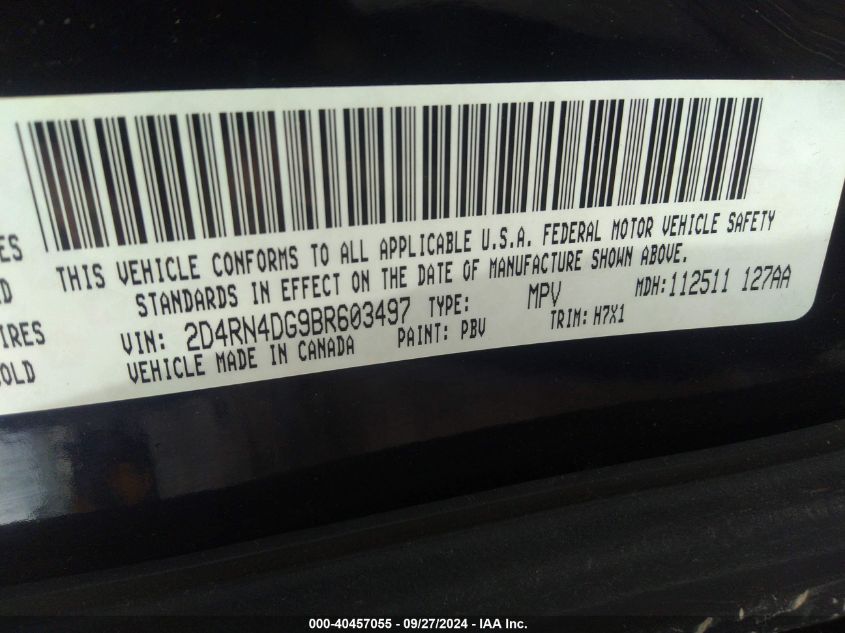 ES
D
IRES
OLD
THIS VEHICLE CONFORMS TO ALL APPLICABLE U.S.A. FEDERAL MOTOR VEHICLE SAFETY
STANDARDS IN EFFECT ON THE DATE OF MANUFACTURE SHOWN ABOVE.
VIN: 2D4RN4DG9BR603497 TYPE: MPV MDH:112511 127AA
VEHICLE MADE IN CANADA PAINT: PBV TRIM: H7X1
000-40457055 - 09/27/2024 - IAA Inc.